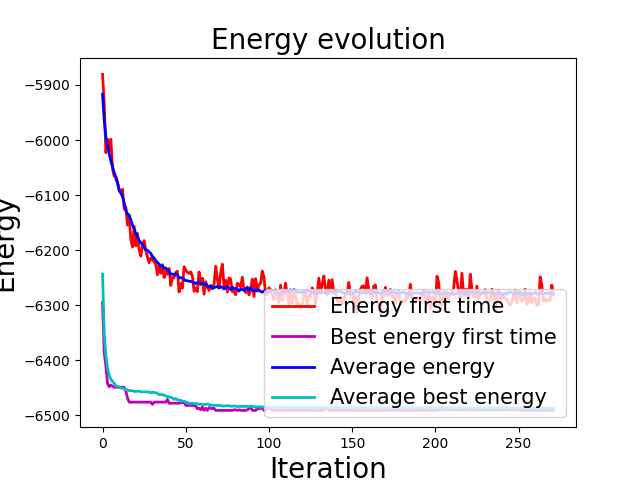 Energy evolution
Energy
−5900
−6000
−6100
−6200
−6300
−6400
−6500
Energy first time
Best energy first time
Average energy
Average best energy
0
50
100
150
200
250
Iteration